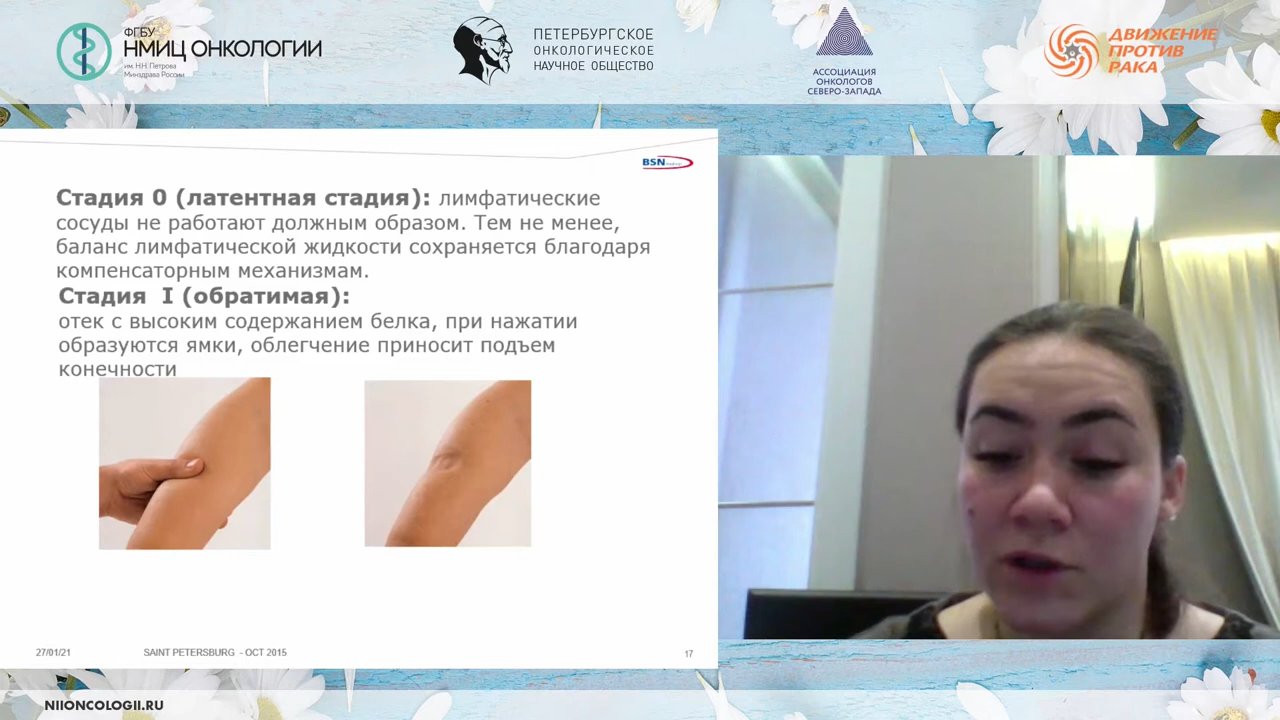 ФГБУ
НМИЦ ОНКОЛОГИИ
им. Н.Н. Петрова
Минздрава России
ПЕТЕРБУРГСКОЕ
ОНКОЛОГИЧЕСКОЕ
НАУЧНОЕ ОБЩЕСТВО
АССОЦИАЦИЯ
ОНКОЛОГОВ
СЕВЕРО-ЗАПАДА
ДВИЖЕНИЕ
ПРОТИВ
РАКА
BSN
Стадия 0 (латентная стадия): лимфатические
сосуды не работают должным образом. Тем не менее,
баланс лимфатической жидкости сохраняется благодаря
компенсаторным механизмам.
Стадия I (обратимая):
отек с высоким содержанием белка, при нажатии
образуются ямки, облегчение приносит подъем
конечности
27/01/21
SAINT PETERSBURG - OCT 2015
17
NIIONCOLOGII.RU